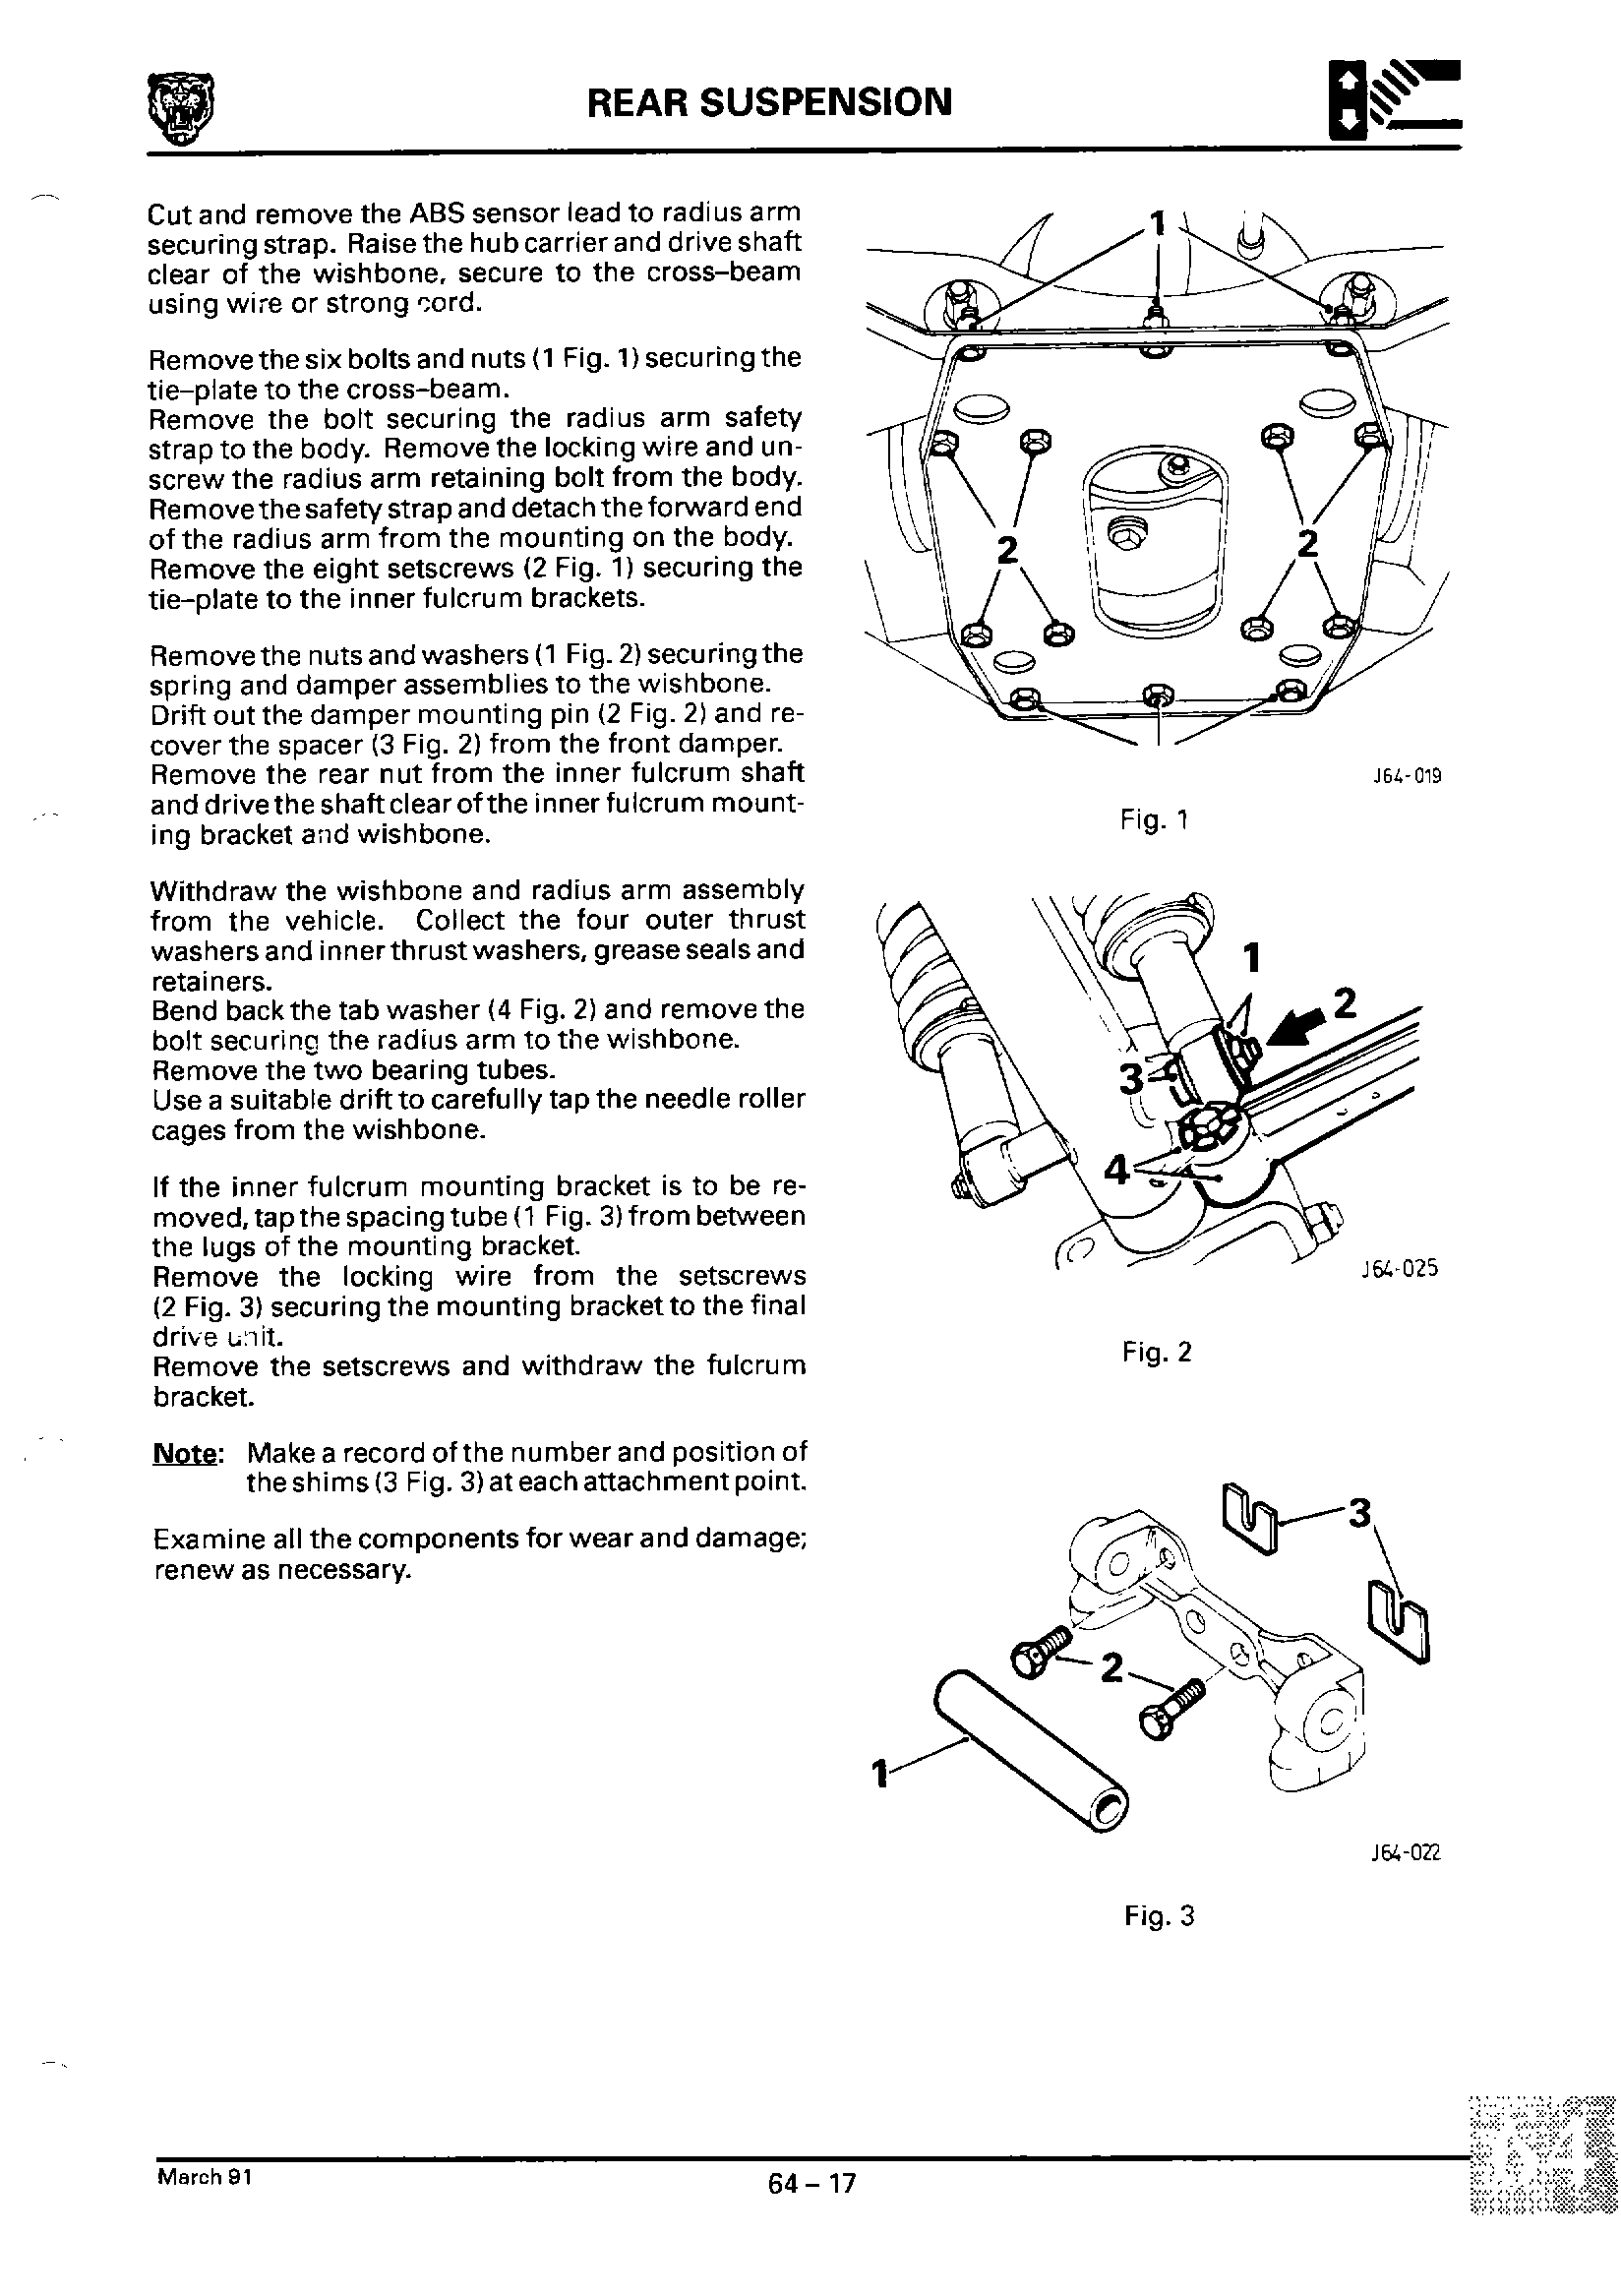 REAR SUSPENSION
Cut and remove the ABS sensor lead to radius arm
securing strap. Raise the hub carrier and drive shaft
clear of the wishbone, secure to the cross–beam
using wire or strong cord.
Remove the six bolts and nuts (1 Fig. 1) securing the
tie–plate to the cross–beam.
Remove the bolt securing the radius arm safety
strap to the body. Remove the locking wire and un-
screw the radius arm retaining bolt from the body.
Remove the safety strap and detach the forward end
of the radius arm from the mounting on the body.
Remove the eight setscrews (2 Fig. 1) securing the
tie–plate to the inner fulcrum brackets.
Remove the nuts and washers (1 Fig. 2) securing the
spring and damper assemblies to the wishbone.
Drift out the damper mounting pin (2 Fig. 2) and re-
cover the spacer (3 Fig. 2) from the front damper.
Remove the rear nut from the inner fulcrum shaft
and drive the shaft clear of the inner fulcrum mount-
ing bracket and wishbone.
Withdraw the wishbone and radius arm assembly
from the vehicle. Collect the four outer thrust
washers and inner thrust washers, grease seals and
retainers.
Bend back the tab washer (4 Fig. 2) and remove the
bolt securing the radius arm to the wishbone.
Remove the two bearing tubes.
Use a suitable drift to carefully tap the needle roller
cages from the wishbone.
If the inner fulcrum mounting bracket is to be re-
moved, tap the spacing tube (1 Fig. 3) from between
the lugs of the mounting bracket.
Remove the locking wire from the setscrews
(2 Fig. 3) securing the mounting bracket to the final
drive unit.
Remove the setscrews and withdraw the fulcrum
bracket.
Note: Make a record of the number and position of
the shims (3 Fig. 3) at each attachment point.
Examine all the components for wear and damage;
renew as necessary.
1
2
2
J64-019
Fig. 1
1
2
3
4
J64-025
Fig. 2
3
2
1
J64-022
Fig. 3
March 91
64 – 17
64